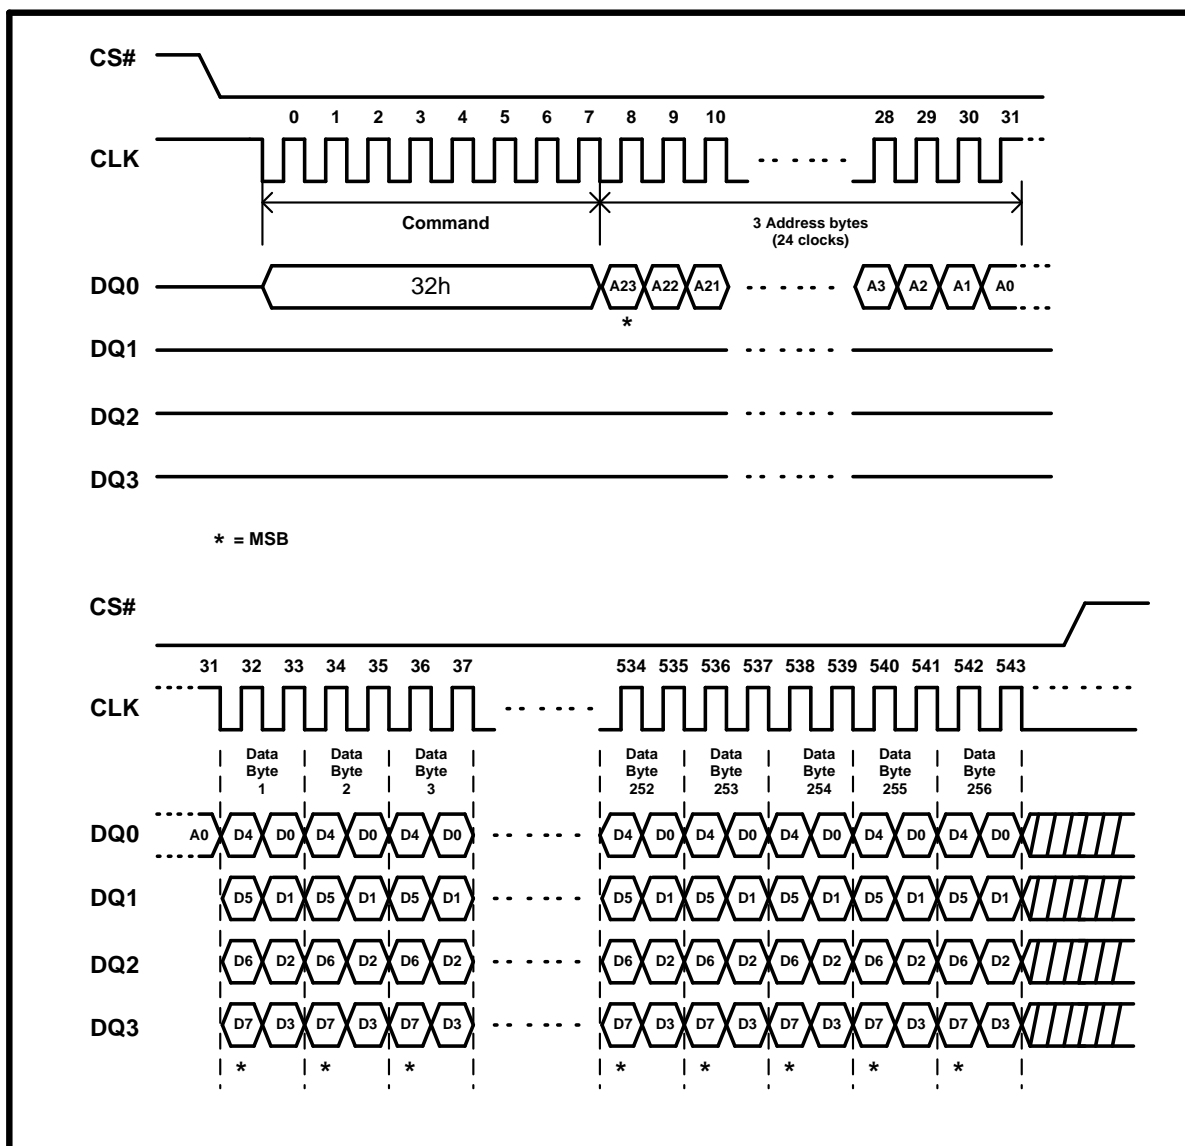 CS#
0 1 2 3 4 5 6 7 8 9 10 28 29 30 31
CLK
Command
3 Address bytes
(24 clocks)
DQ0 32h A23 A22 A21 A3 A2 A1 A0
*
DQ1
DQ2
DQ3
* = MSB
CS#
31 32 33 34 35 36 37 534 535 536 537 538 539 540 541 542 543
CLK
Data Data Data Data Data Data Data Data
Byte Byte Byte Byte Byte Byte Byte Byte
1 2 3 252 253 254 255 256
DQ0 A0 D4 D0 D4 D0 D4 D0 D4 D0 D4 D0 D4 D0 D4 D0 D4 D0
DQ1 D5 D1 D5 D1 D5 D1 D5 D1 D5 D1 D5 D1 D5 D1 D5 D1
DQ2 D6 D2 D6 D2 D6 D2 D6 D2 D6 D2 D6 D2 D6 D2 D6 D2
DQ3 D7 D3 D7 D3 D7 D3 D7 D3 D7 D3 D7 D3 D7 D3 D7 D3
* * * * * * * *